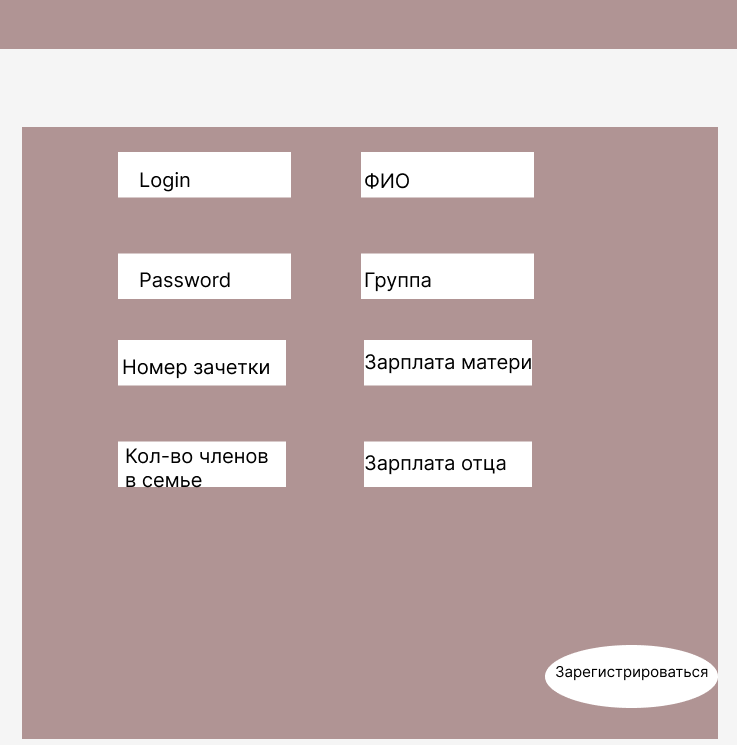 Login
ФИО
Password
Группа
Номер зачетки
Зарплата матери
Кол-во членов
в семье
Зарплата отца
Зарегистрироваться